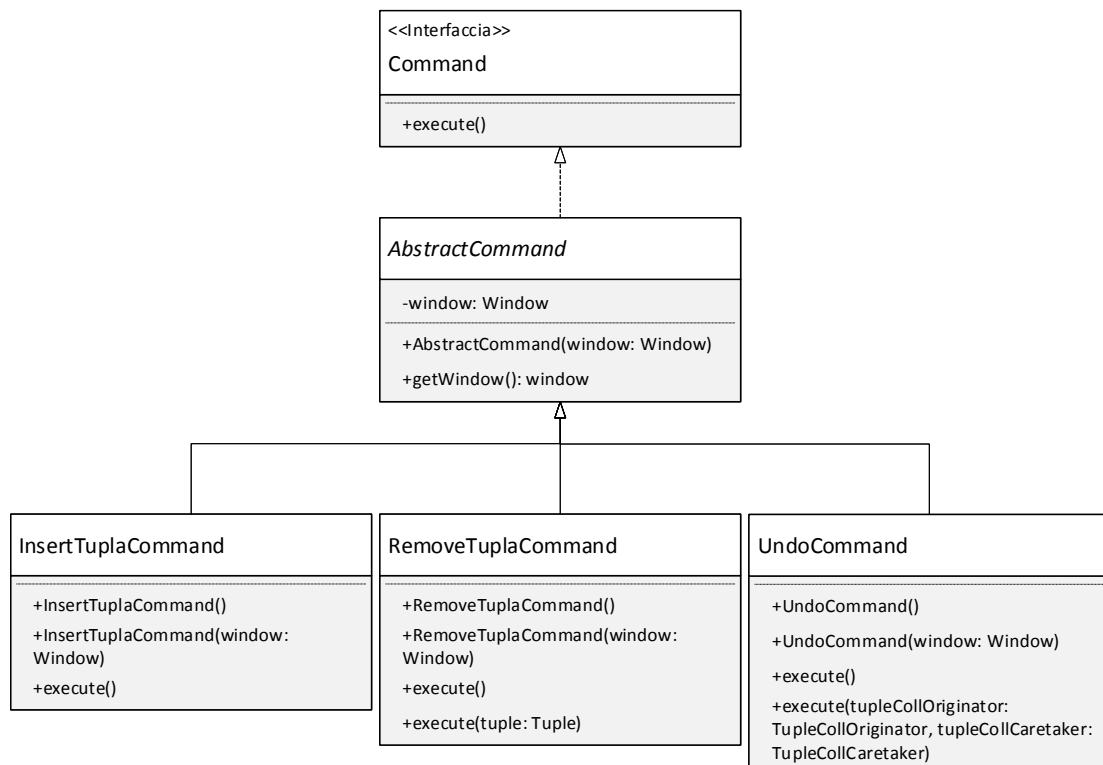 <<Interfaccia>>
Command
+execute()
AbstractCommand
-window: Window
+AbstractCommand(window: Window)
+getWindow(): window
InsertTuplaCommand
+InsertTuplaCommand()
+InsertTuplaCommand(window:
Window)
+execute()
RemoveTuplaCommand
+RemoveTuplaCommand()
+RemoveTuplaCommand(window:
Window)
+execute()
+execute(tuple: Tuple)
UndoCommand
+UndoCommand()
+UndoCommand(window: Window)
+execute()
+execute(tupleCollOriginator:
TupleCollOriginator, tupleCollCaretaker:
TupleCollCaretaker)